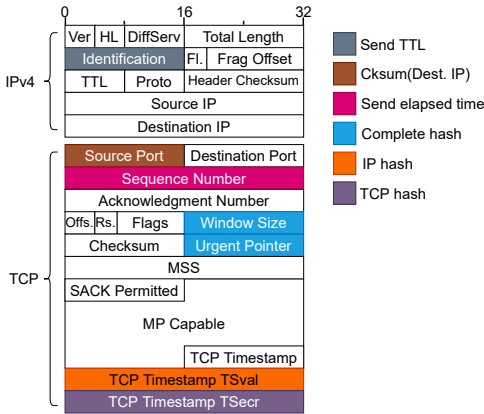 0 8 16 32
Ver HL DiffServ Total Length
Identification Fl. Frag Offset
TTL Proto Header Checksum
Source IP
Destination IP
IPv4
Source Port Destination Port
Sequence Number
Acknowledgment Number
Offs. Rs. Flags Window Size
Checksum Urgent Pointer
MSS
SACK Permitted
MP Capable
TCP Timestamp
TCP Timestamp TSval
TCP Timestamp TSecr
TCP
Send TTL
Cksum(Dest. IP)
Send elapsed time
Complete hash
IP hash
TCP hash